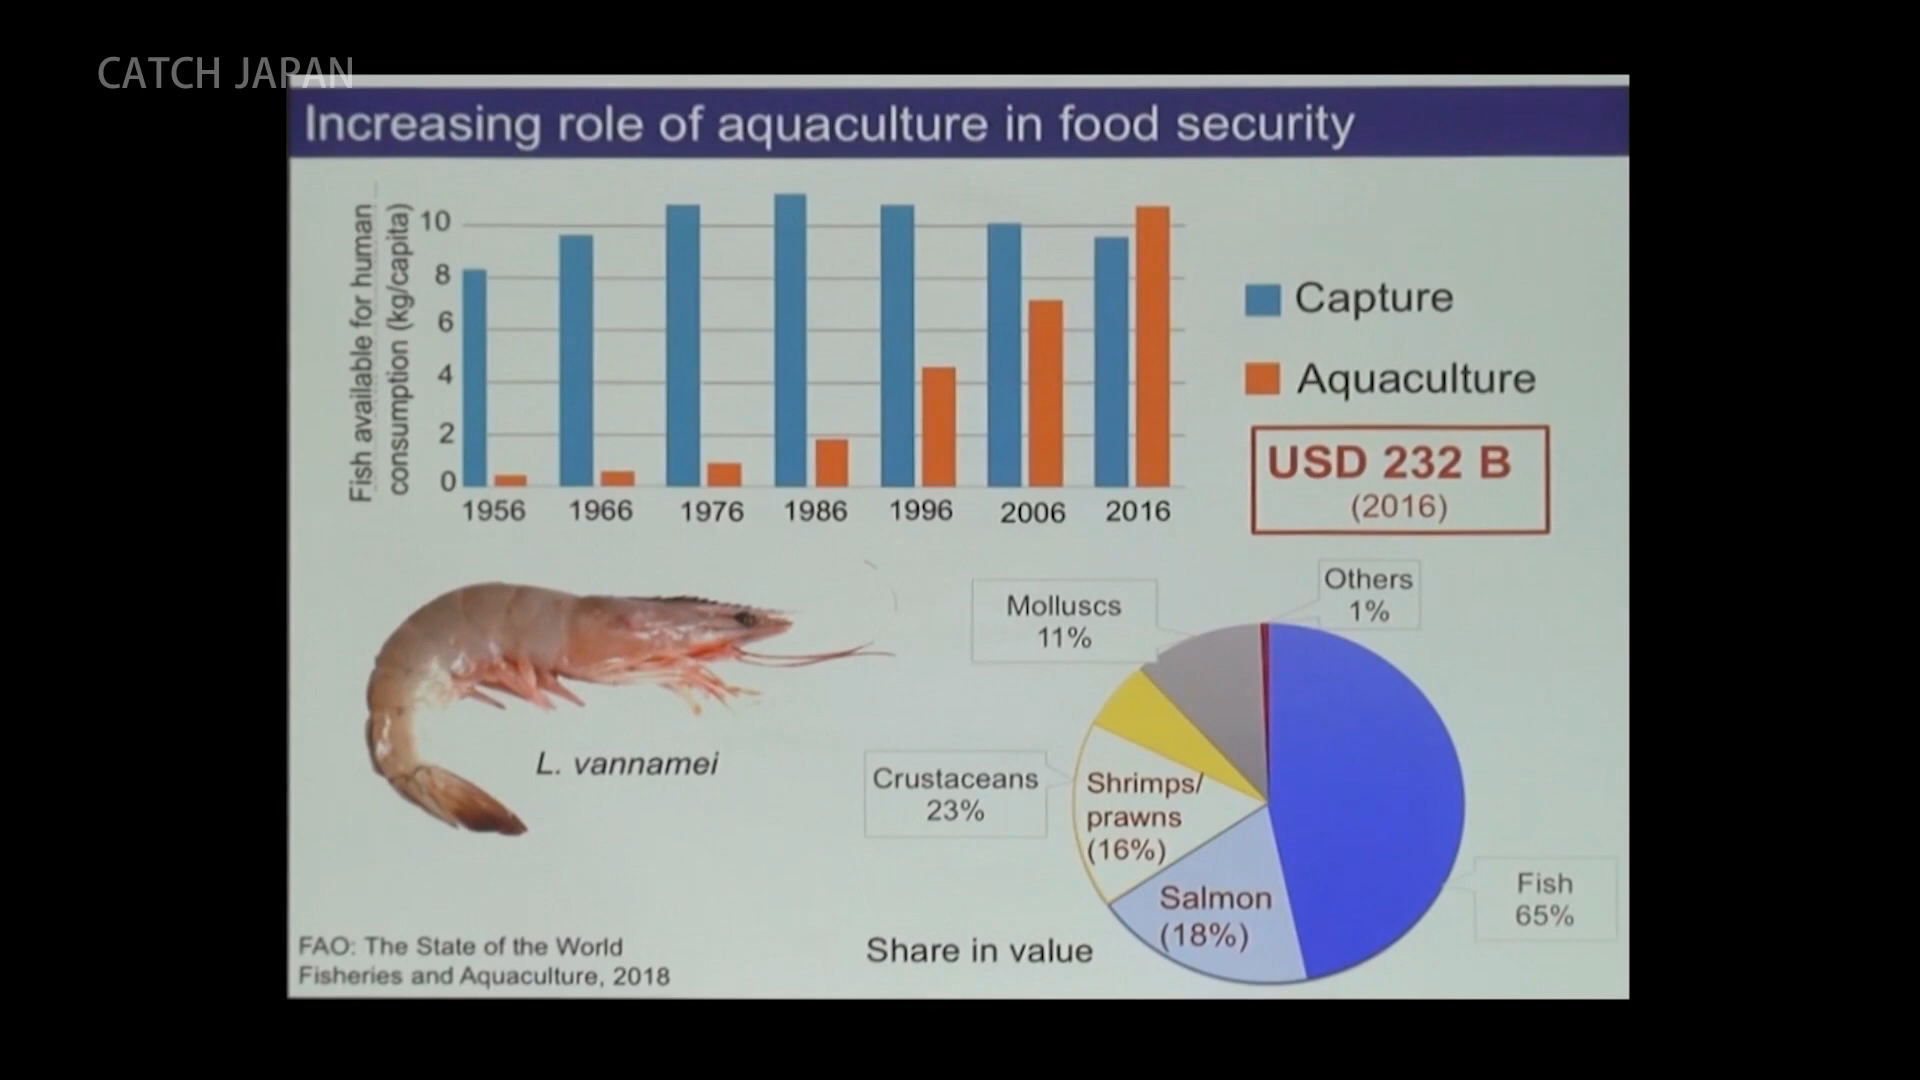 CATCH JAPAN
Increasing role of aquaculture in food security
Fish available for human
consumption (kg/capita)
10
8
6
4
2
0
1956 1966 1976 1986 1996 2006 2016
Capture
Aquaculture
USD 232 B
(2016)
L. vannamei
Molluscs
11%
Others
1%
Crustaceans
23%
Shrimps/
prawns
(16%)
Salmon
(18%)
Fish
65%
Share in value
FAO: The State of the World
Fisheries and Aquaculture, 2018